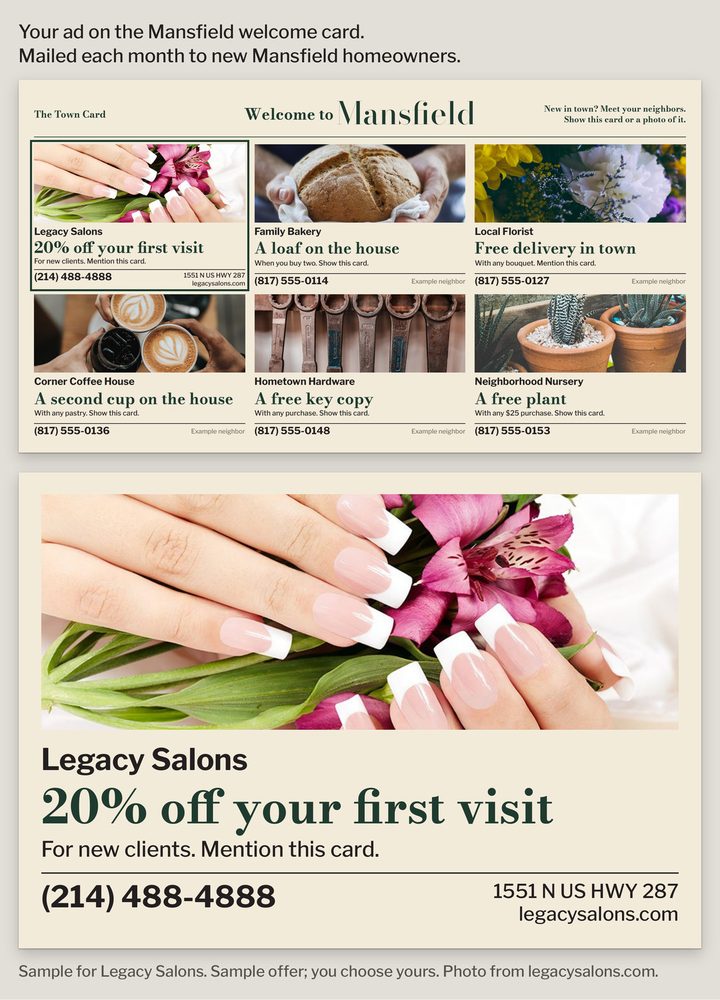 Your ad on the Mansfield welcome card.
Mailed each month to new Mansfield homeowners.
The Town Card
Welcome to Mansfield
New in town? Meet your neighbors.
Show this card or a photo of it.
Legacy Salons
20% off your first visit
For new clients. Mention this card.
(214) 488-4888
1551 N US HWY 287
legacysalons.com
Family Bakery
A loaf on the house
When you buy two. Show this card.
(817) 555-0114
Example neighbor
Local Florist
Free delivery in town
With any bouquet. Mention this card.
(817) 555-0127
Example neighbor
Corner Coffee House
A second cup on the house
With any pastry. Show this card.
(817) 555-0136
Example neighbor
Hometown Hardware
A free key copy
With any purchase. Show this card.
(817) 555-0148
Example neighbor
Neighborhood Nursery
A free plant
With any $25 purchase. Show this card.
(817) 555-0153
Example neighbor
Legacy Salons
20% off your first visit
For new clients. Mention this card.
(214) 488-4888
1551 N US HWY 287
legacysalons.com
Sample for Legacy Salons. Sample offer; you choose yours. Photo from legacysalons.com.